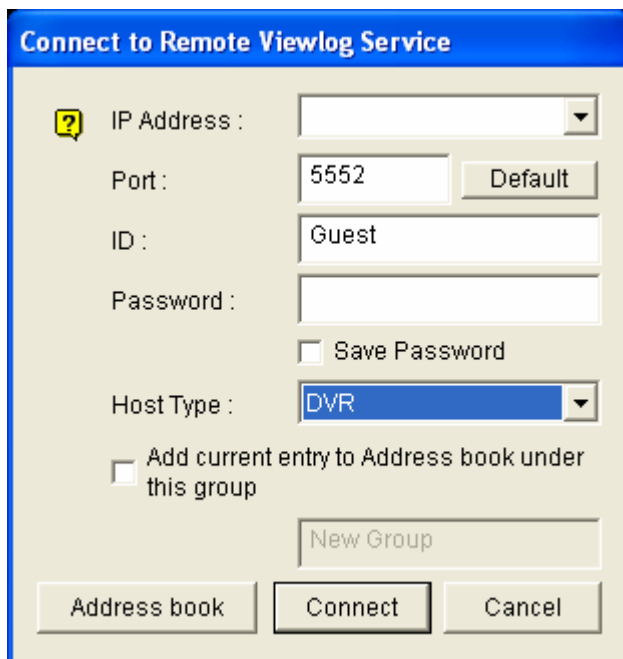 Connect to Remote Viewlog Service
? IP Address :
Port : 5552 Default
ID : Guest
Password :
Save Password
Host Type : DVR
Add current entry to Address book under
this group
New Group
Address book Connect Cancel